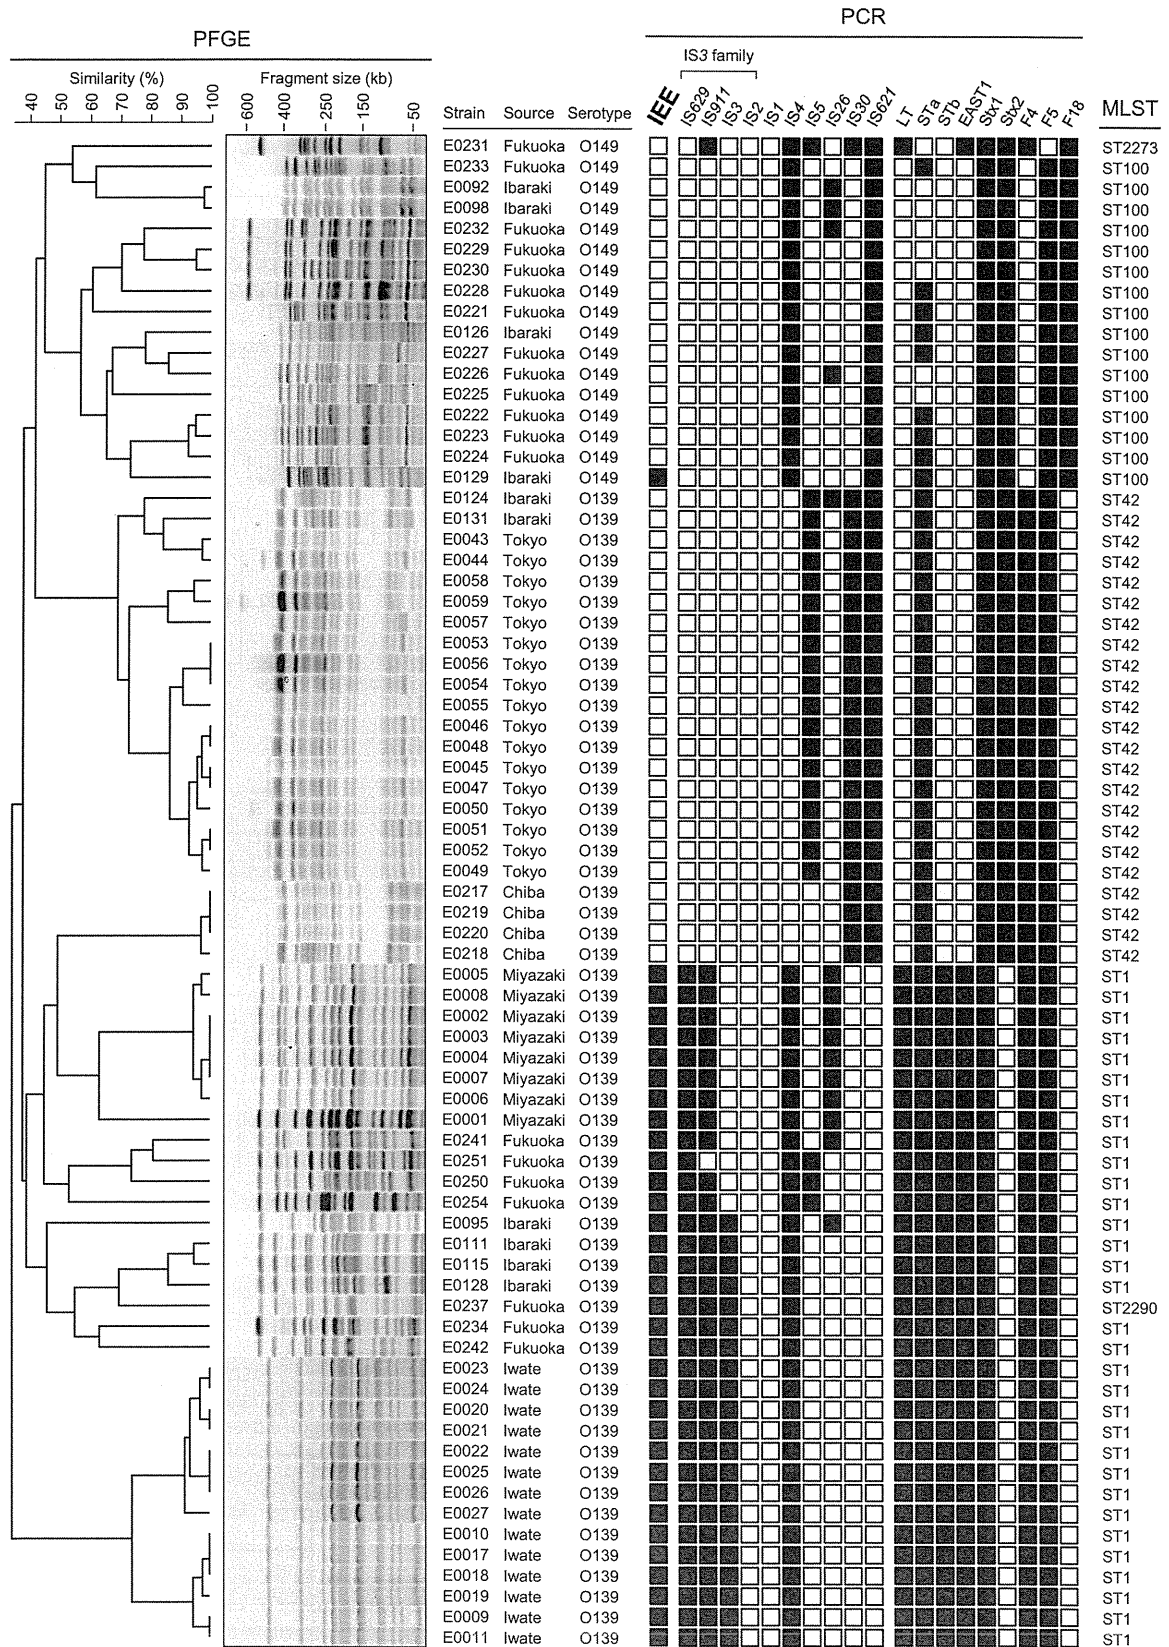 PFGE
PCR
Similarity (%)
Fragment size (kb)
IS3 family
40 50 60 70 80 90 100
600 400 250 150 50
Strain Source Serotype
IEE IS629 IS911 IS3 IS2 IS1 IS4 IS5 IS26 IS30 IS621 LT STa STb EAST1 Stx1 Stx2 F4 F5 F18
MLST
E0231 Fukuoka O149 ST2273
E0233 Fukuoka O149 ST100
E0092 Ibaraki O149 ST100
E0098 Ibaraki O149 ST100
E0232 Fukuoka O149 ST100
E0229 Fukuoka O149 ST100
E0230 Fukuoka O149 ST100
E0228 Fukuoka O149 ST100
E0221 Fukuoka O149 ST100
E0126 Ibaraki O149 ST100
E0227 Fukuoka O149 ST100
E0226 Fukuoka O149 ST100
E0225 Fukuoka O149 ST100
E0222 Fukuoka O149 ST100
E0223 Fukuoka O149 ST100
E0224 Fukuoka O149 ST100
E0129 Ibaraki O149 ST100
E0124 Ibaraki O139 ST42
E0131 Ibaraki O139 ST42
E0043 Tokyo O139 ST42
E0044 Tokyo O139 ST42
E0058 Tokyo O139 ST42
E0059 Tokyo O139 ST42
E0057 Tokyo O139 ST42
E0053 Tokyo O139 ST42
E0056 Tokyo O139 ST42
E0054 Tokyo O139 ST42
E0055 Tokyo O139 ST42
E0046 Tokyo O139 ST42
E0048 Tokyo O139 ST42
E0045 Tokyo O139 ST42
E0047 Tokyo O139 ST42
E0050 Tokyo O139 ST42
E0051 Tokyo O139 ST42
E0052 Tokyo O139 ST42
E0049 Tokyo O139 ST42
E0217 Chiba O139 ST42
E0219 Chiba O139 ST42
E0220 Chiba O139 ST42
E0218 Chiba O139 ST42
E0005 Miyazaki O139 ST1
E0008 Miyazaki O139 ST1
E0002 Miyazaki O139 ST1
E0003 Miyazaki O139 ST1
E0004 Miyazaki O139 ST1
E0007 Miyazaki O139 ST1
E0006 Miyazaki O139 ST1
E0001 Miyazaki O139 ST1
E0241 Fukuoka O139 ST1
E0251 Fukuoka O139 ST1
E0250 Fukuoka O139 ST1
E0254 Fukuoka O139 ST1
E0095 Ibaraki O139 ST1
E0111 Ibaraki O139 ST1
E0115 Ibaraki O139 ST1
E0128 Ibaraki O139 ST1
E0237 Fukuoka O139 ST2290
E0234 Fukuoka O139 ST1
E0242 Fukuoka O139 ST1
E0023 Iwate O139 ST1
E0024 Iwate O139 ST1
E0020 Iwate O139 ST1
E0021 Iwate O139 ST1
E0022 Iwate O139 ST1
E0025 Iwate O139 ST1
E0026 Iwate O139 ST1
E0027 Iwate O139 ST1
E0010 Iwate O139 ST1
E0017 Iwate O139 ST1
E0018 Iwate O139 ST1
E0019 Iwate O139 ST1
E0009 Iwate O139 ST1
E0011 Iwate O139 ST1